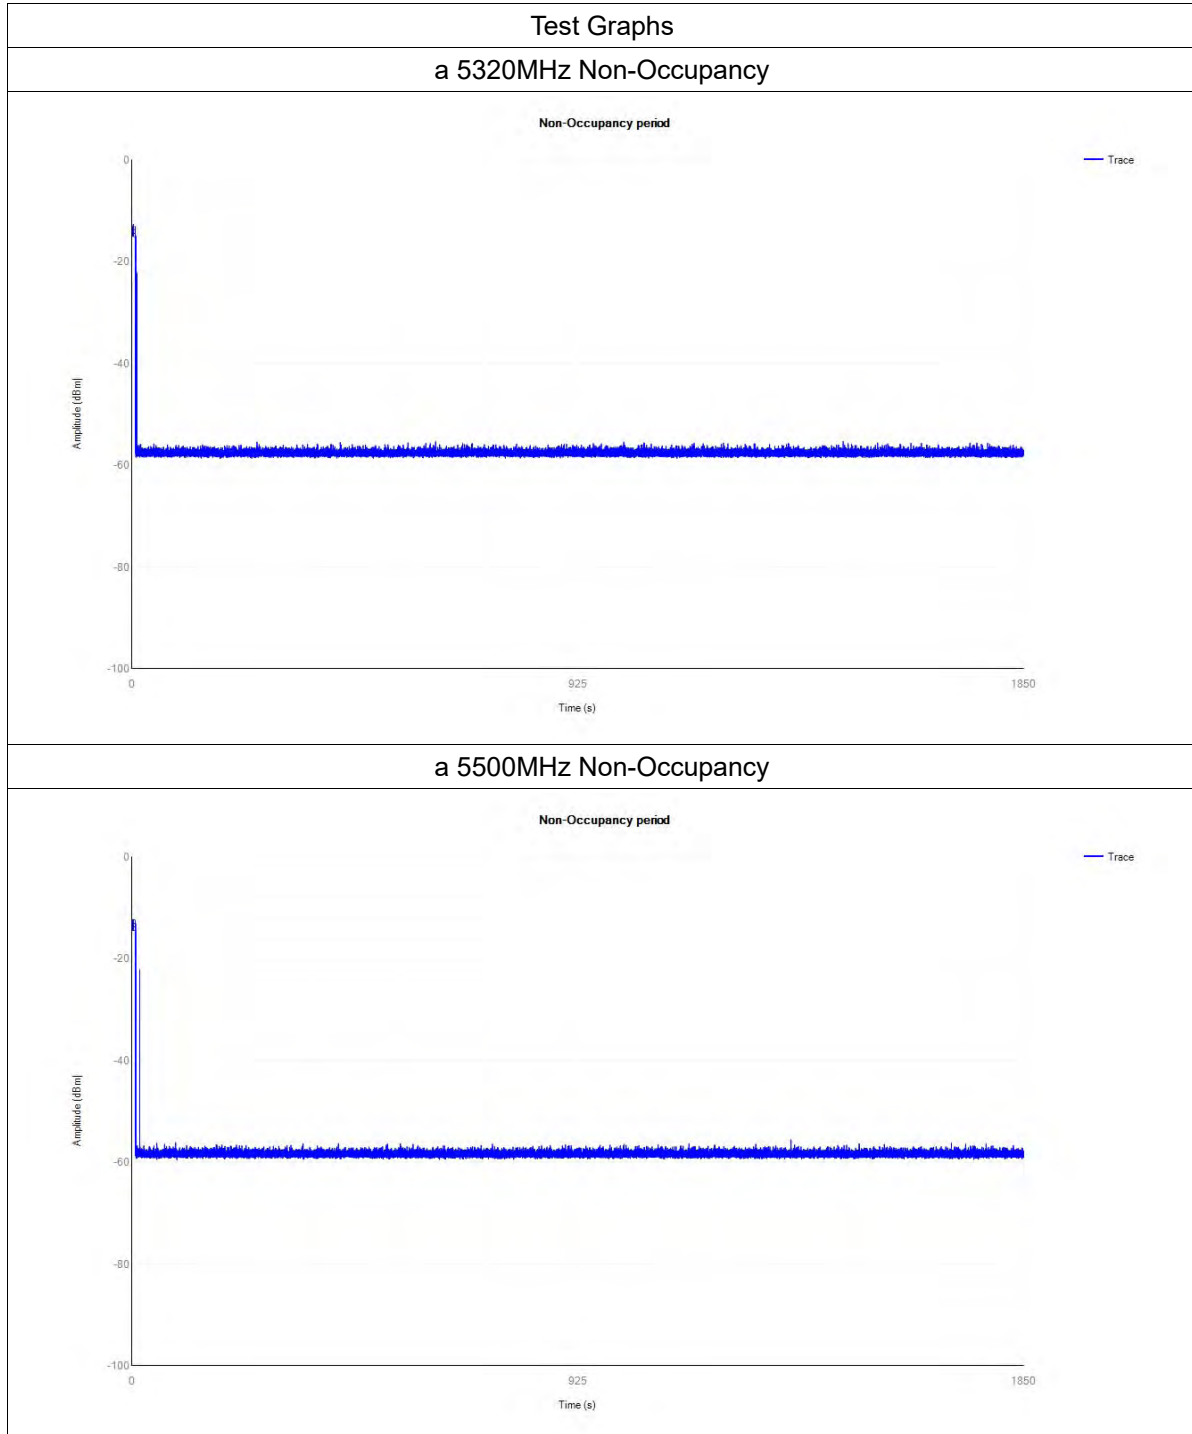 Test Graphs
a 5320MHz Non-Occupancy
Non-Occupancy period
Trace
0
-20
-40
-60
-80
-100
Amplitude (dBm)
0 925 1850
Time (s)
a 5500MHz Non-Occupancy
Non-Occupancy period
Trace
0
-20
-40
-60
-80
-100
Amplitude (dBm)
0 925 1850
Time (s)